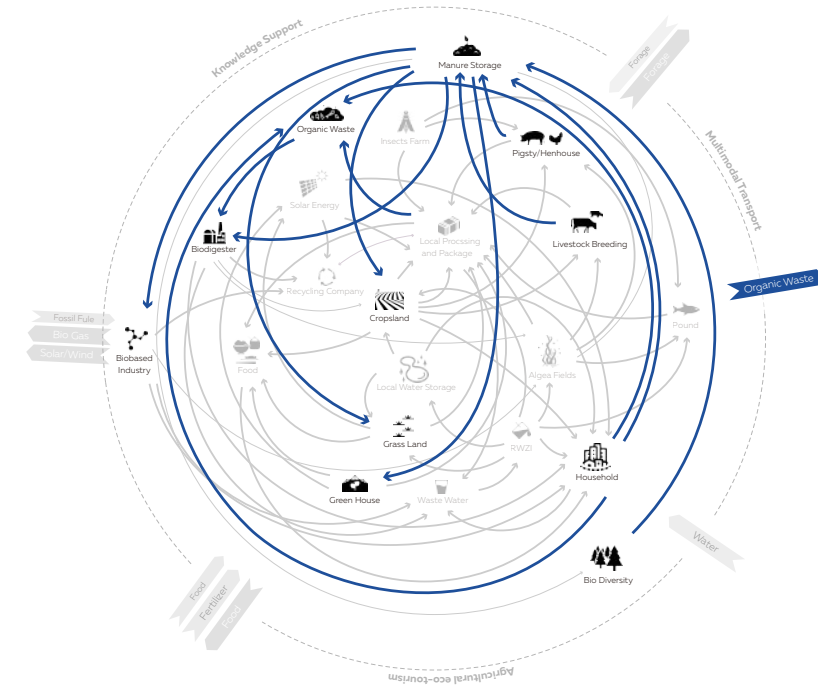 Knowledge Support
Forage
Forage
Manure Storage
Organic Waste
Insects Farm
Pigsty/Henhouse
Multimodal Transport
Solar Energy
Biodigester
Local Procssing
and Package
Livestock Breeding
Recycling Company
Organic Waste
Cropsland
Pound
Fossil Fule
Bio Gas
Solar/Wind
Biobased
Industry
Food
Local Water Storage
Algea Fields
Grass Land
RWZI
Household
Green House
Waste Water
Water
Bio Diversity
Food
Fertilizer
Food
Agricultural eco-tourism